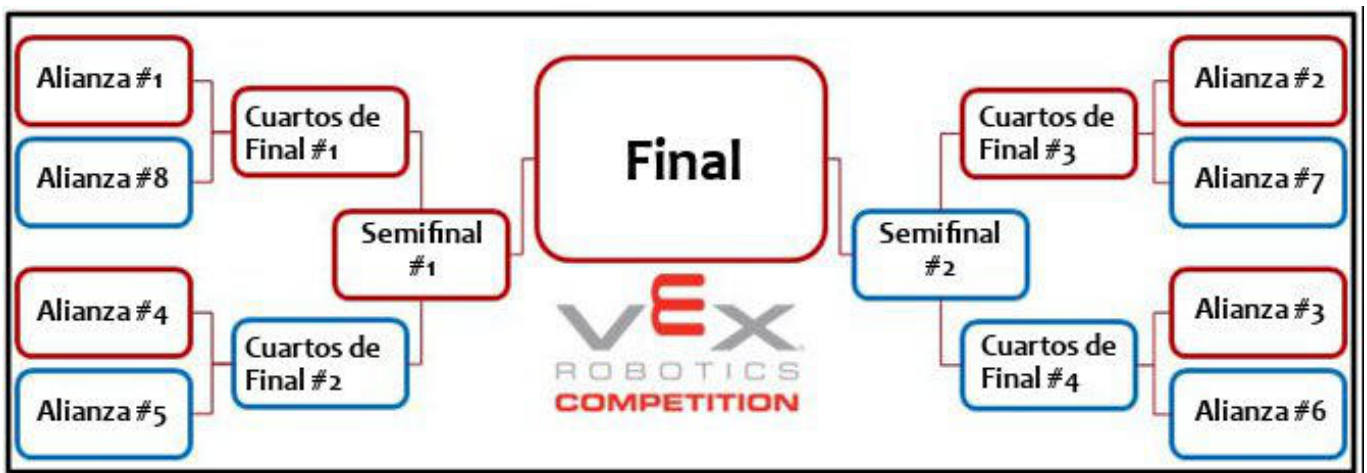 Alianza #1
Alianza #8
Cuartos de
Final #1
Alianza #4
Alianza #5
Cuartos de
Final #2
Semifinal
#1
Final
VEX
ROBOTICS
COMPETITION
Semifinal
#2
Cuartos de
Final #3
Alianza #2
Alianza #7
Cuartos de
Final #4
Alianza #3
Alianza #6